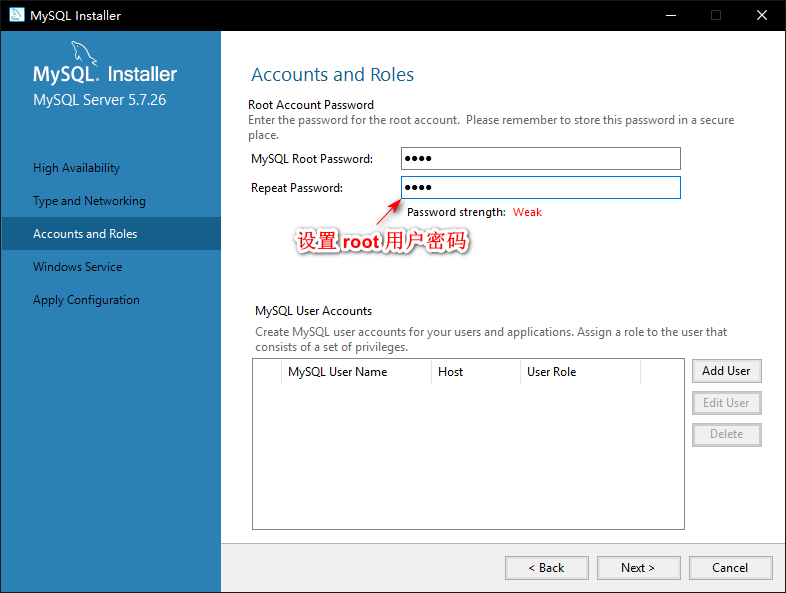 MySQL Installer
MySQL. Installer
MySQL Server 5.7.26
High Availability
Type and Networking
Accounts and Roles
Windows Service
Apply Configuration
Accounts and Roles
Root Account Password
Enter the password for the root account. Please remember to store this password in a secure
place.
MySQL Root Password: ●●●●
Repeat Password: ●●●●
Password strength: Weak
设置 root 用户密码
MySQL User Accounts
Create MySQL user accounts for your users and applications. Assign a role to the user that
consists of a set of privileges.
MySQL User Name Host User Role
Add User
Edit User
Delete
< Back Next > Cancel